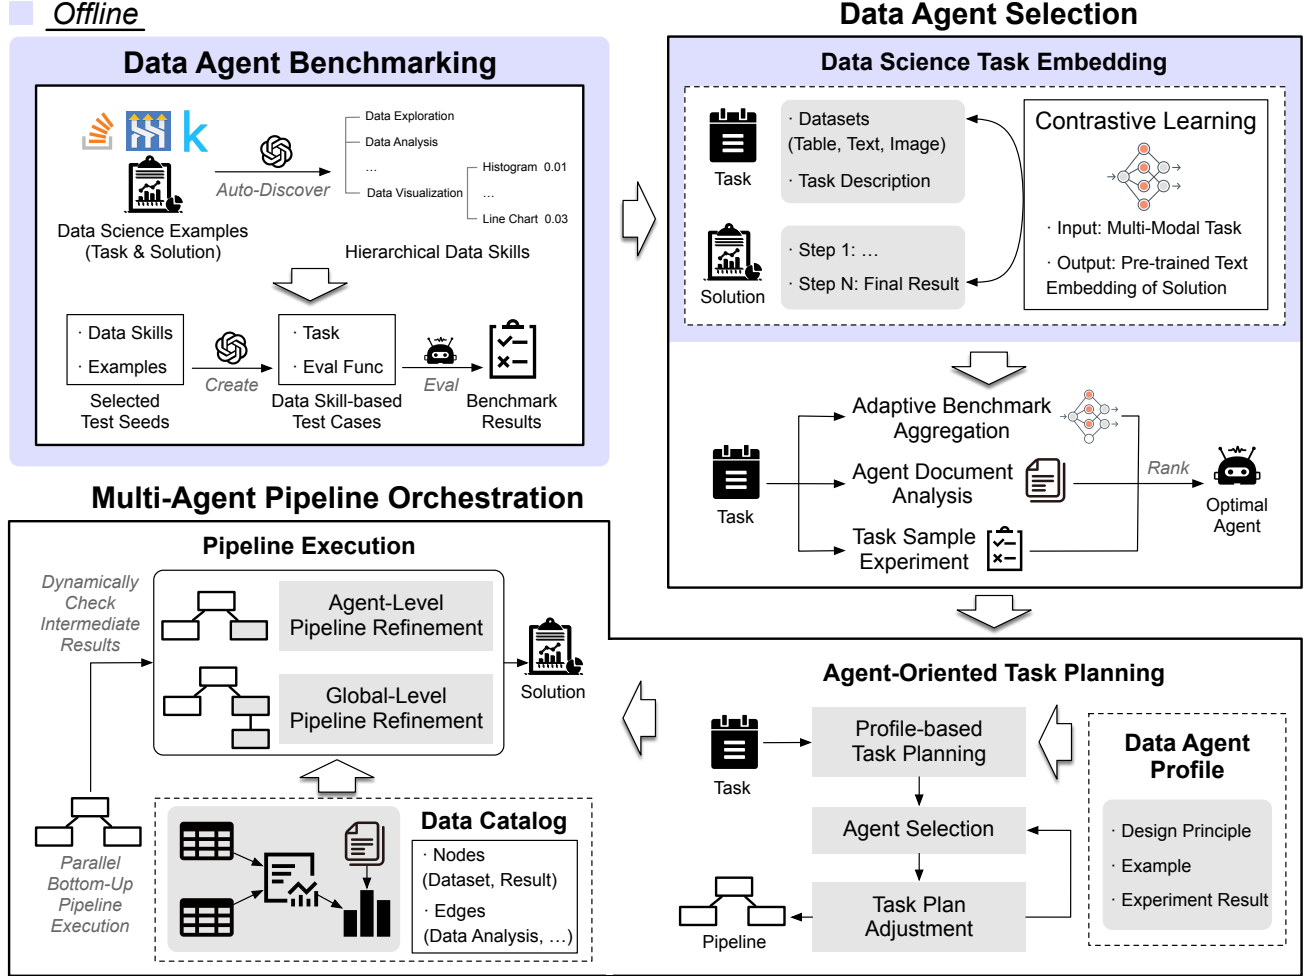 Offline
Data Agent Benchmarking
Data Science Examples
(Task & Solution)
Auto-Discover
Data Exploration
Data Analysis
...
Data Visualization
Histogram 0.01
...
Line Chart 0.03
Hierarchical Data Skills
· Data Skills
· Examples
Selected
Test Seeds
Create
· Task
· Eval Func
Data Skill-based
Test Cases
Eval
Benchmark
Results
Data Agent Selection
Data Science Task Embedding
Task
· Datasets
(Table, Text, Image)
· Task Description
Solution
· Step 1: ...
· Step N: Final Result
Contrastive Learning
· Input: Multi-Modal Task
· Output: Pre-trained Text
Embedding of Solution
Task
Adaptive Benchmark
Aggregation
Agent Document
Analysis
Task Sample
Experiment
Rank
Optimal
Agent
Multi-Agent Pipeline Orchestration
Pipeline Execution
Dynamically
Check
Intermediate
Results
Agent-Level
Pipeline Refinement
Global-Level
Pipeline Refinement
Solution
Parallel
Bottom-Up
Pipeline
Execution
Data Catalog
· Nodes
(Dataset, Result)
· Edges
(Data Analysis, ...)
Agent-Oriented Task Planning
Task
Profile-based
Task Planning
Agent Selection
Task Plan
Adjustment
Pipeline
Data Agent
Profile
· Design Principle
· Example
· Experiment Result